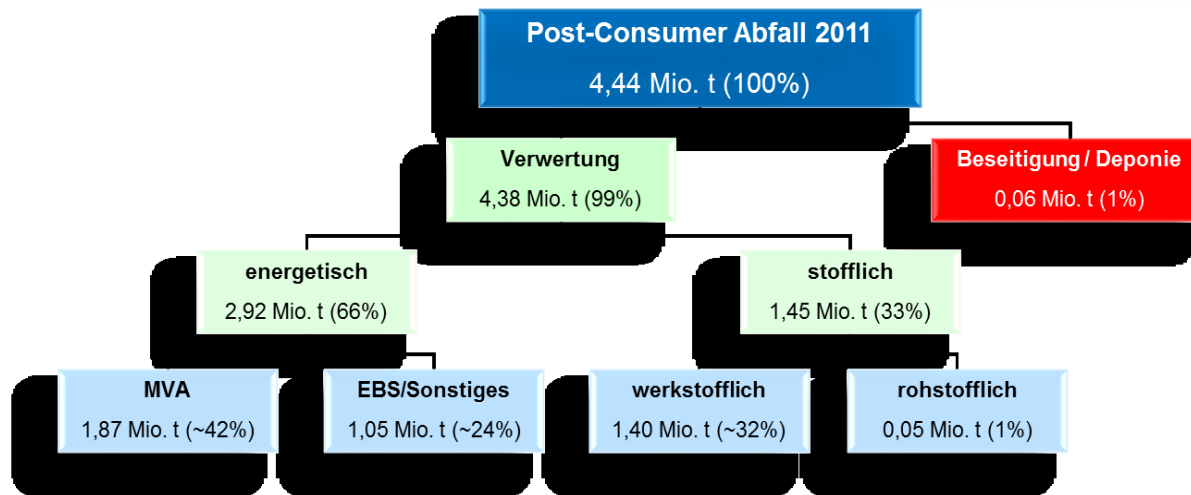 Post-Consumer Abfall 2011
4,44 Mio. t (100%)
Verwertung
4,38 Mio. t (99%)
Beseitigung / Deponie
0,06 Mio. t (1%)
energetisch
2,92 Mio. t (66%)
stofflich
1,45 Mio. t (33%)
MVA
1,87 Mio. t (~42%)
EBS/Sonstiges
1,05 Mio. t (~24%)
werkstofflich
1,40 Mio. t (~32%)
rohstofflich
0,05 Mio. t (1%)